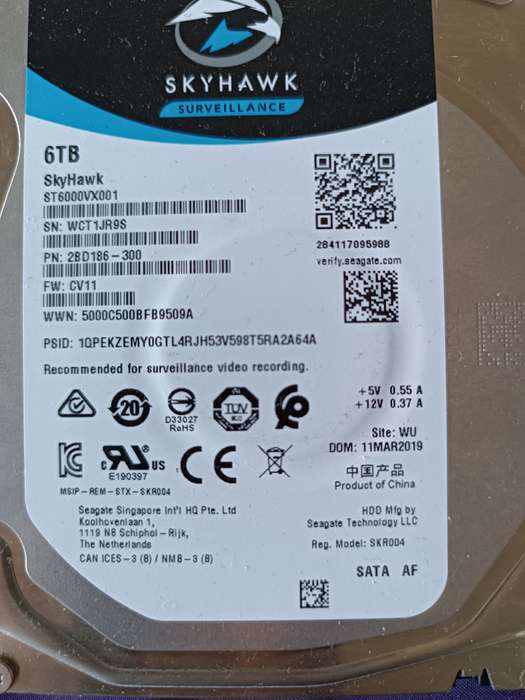 SKYHAWK
SURVEILLANCE
6TB
SkyHawk
ST6000VX001
SN: WCT1JR9S
PN: 2BD186-300
FW: CV11
WWN: 5000C500BFB9509A
284117095988
verify.seagate.com
PSID: 1QPEKZEMY0GTL4RJH53V598T5RA2A64A
Recommended for surveillance video recording.
+5V 0.55 A
+12V 0.37 A
20
D33027
RoHS
TÜV
Site: WU
DOM: 11MAR2019
c RU US
E190397
CE
中国产品
Product of China
MSIP-REM-STX-SKR004
Seagate Singapore Int'l HQ Pte. Ltd
Koolhovenlaan 1,
1119 NB Schiphol-Rijk,
The Netherlands
CAN ICES-3 (B) / NMB-3 (B)
HDD Mfg by
Seagate Technology LLC
Reg. Model: SKR004
SATA AF